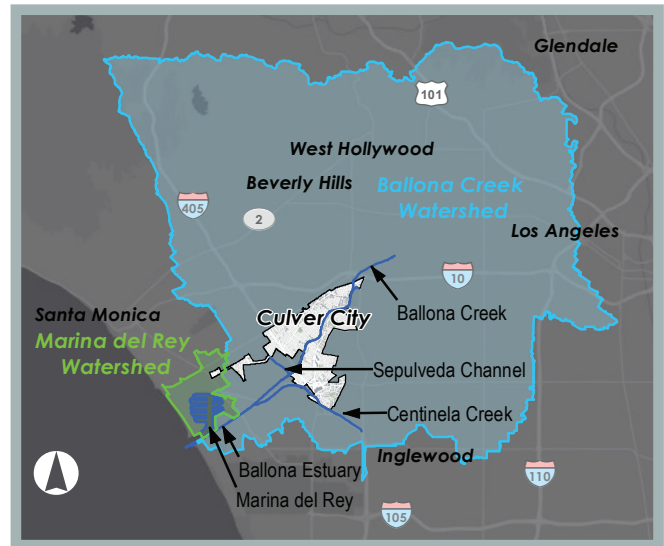 Glendale
101
West Hollywood
Beverly Hills
Ballona Creek
Watershed
405
2
Los Angeles
10
Santa Monica
Culver City
Ballona Creek
Marina del Rey
Watershed
Sepulveda Channel
Centinela Creek
Inglewood
Ballona Estuary
Marina del Rey
110
105